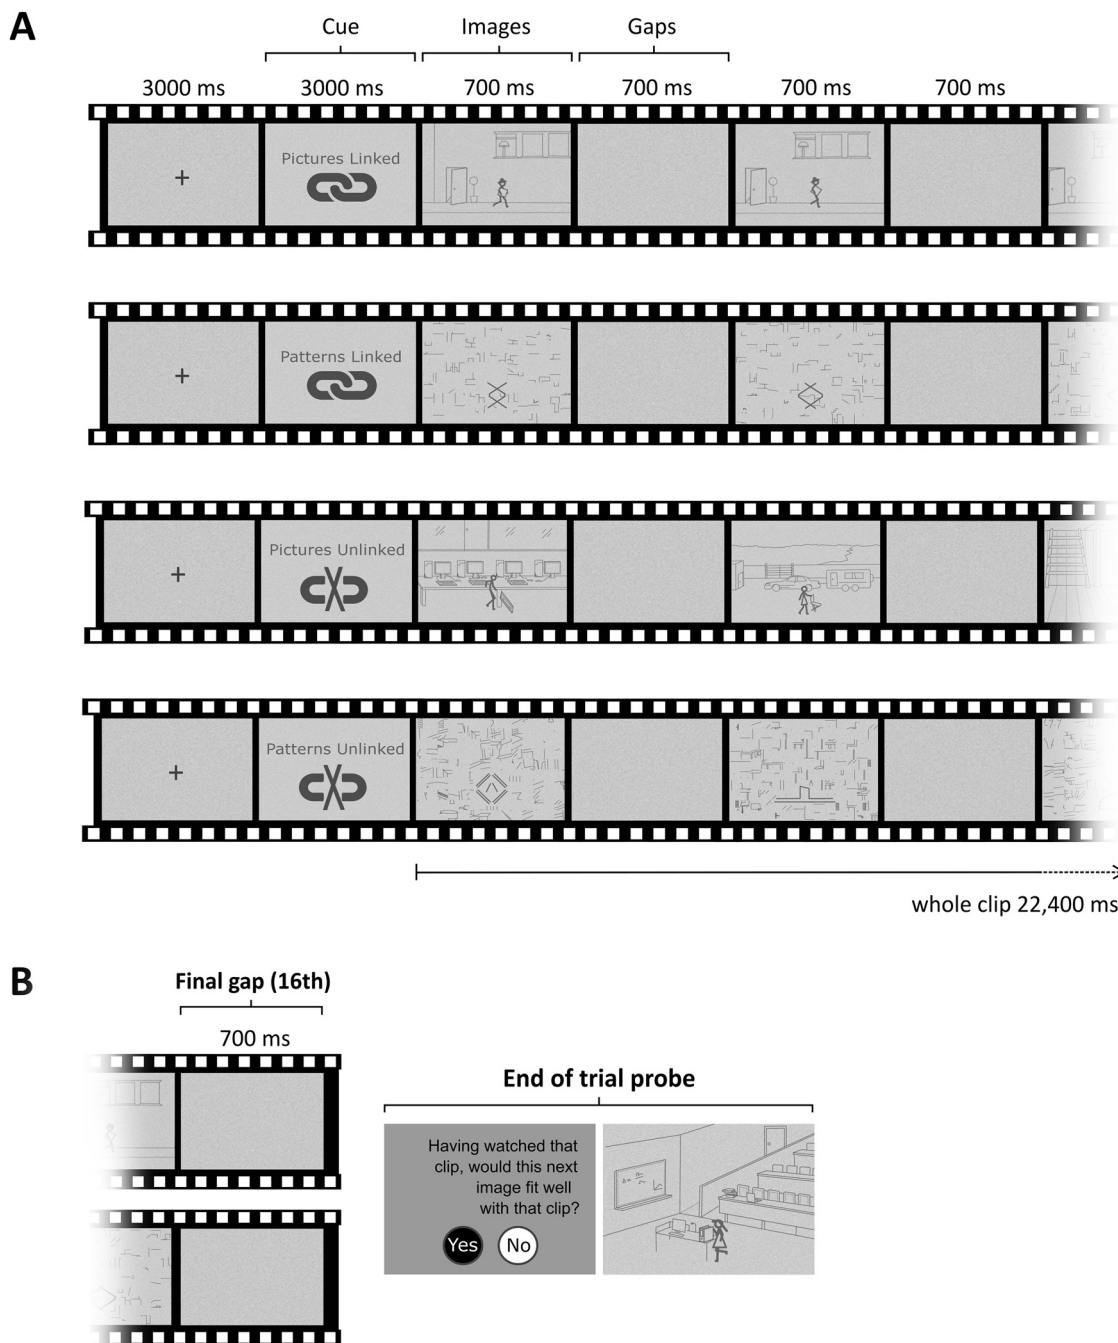 A
Cue
Images
Gaps
3000 ms
3000 ms
700 ms
700 ms
700 ms
700 ms
Pictures Linked
Patterns Linked
Pictures Unlinked
Patterns Unlinked
whole clip 22,400 ms
B
Final gap (16th)
700 ms
End of trial probe
Having watched that
clip, would this next
image fit well
with that clip?
Yes
No